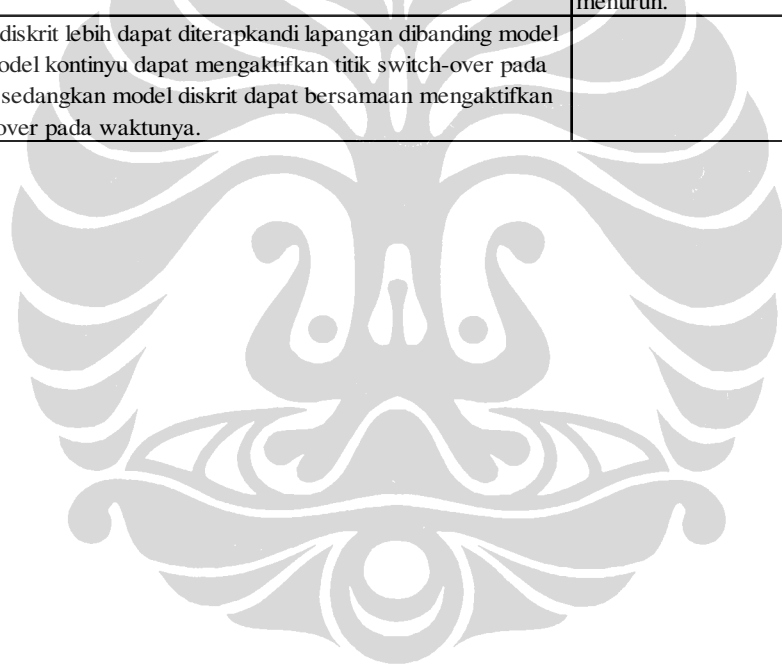 menurun.
diskrit lebih dapat diterapkandi lapangan dibanding model
odel kontinyu dapat mengaktifkan titik switch-over pada
sedangkan model diskrit dapat bersamaan mengaktifkan
over pada waktunya.